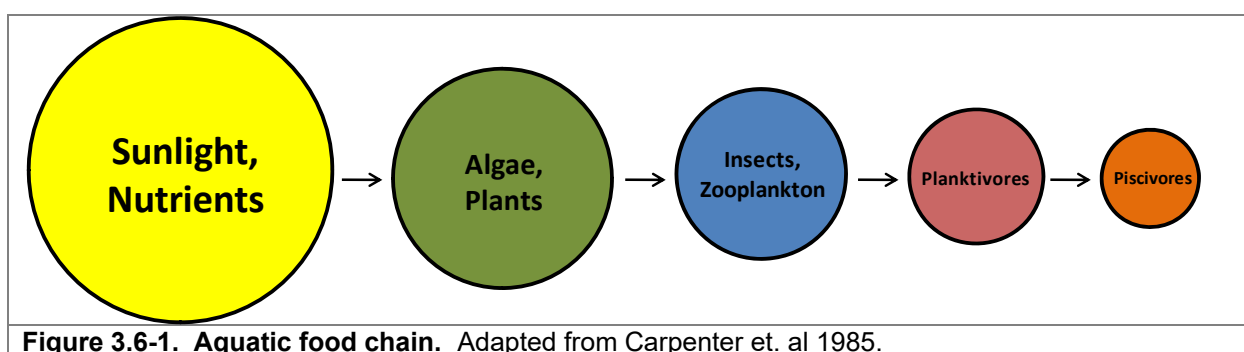 Sunlight,
Nutrients
Algae,
Plants
Insects,
Zooplankton
Planktivores
Piscivores
Figure 3.6-1. Aquatic food chain. Adapted from Carpenter et. al 1985.